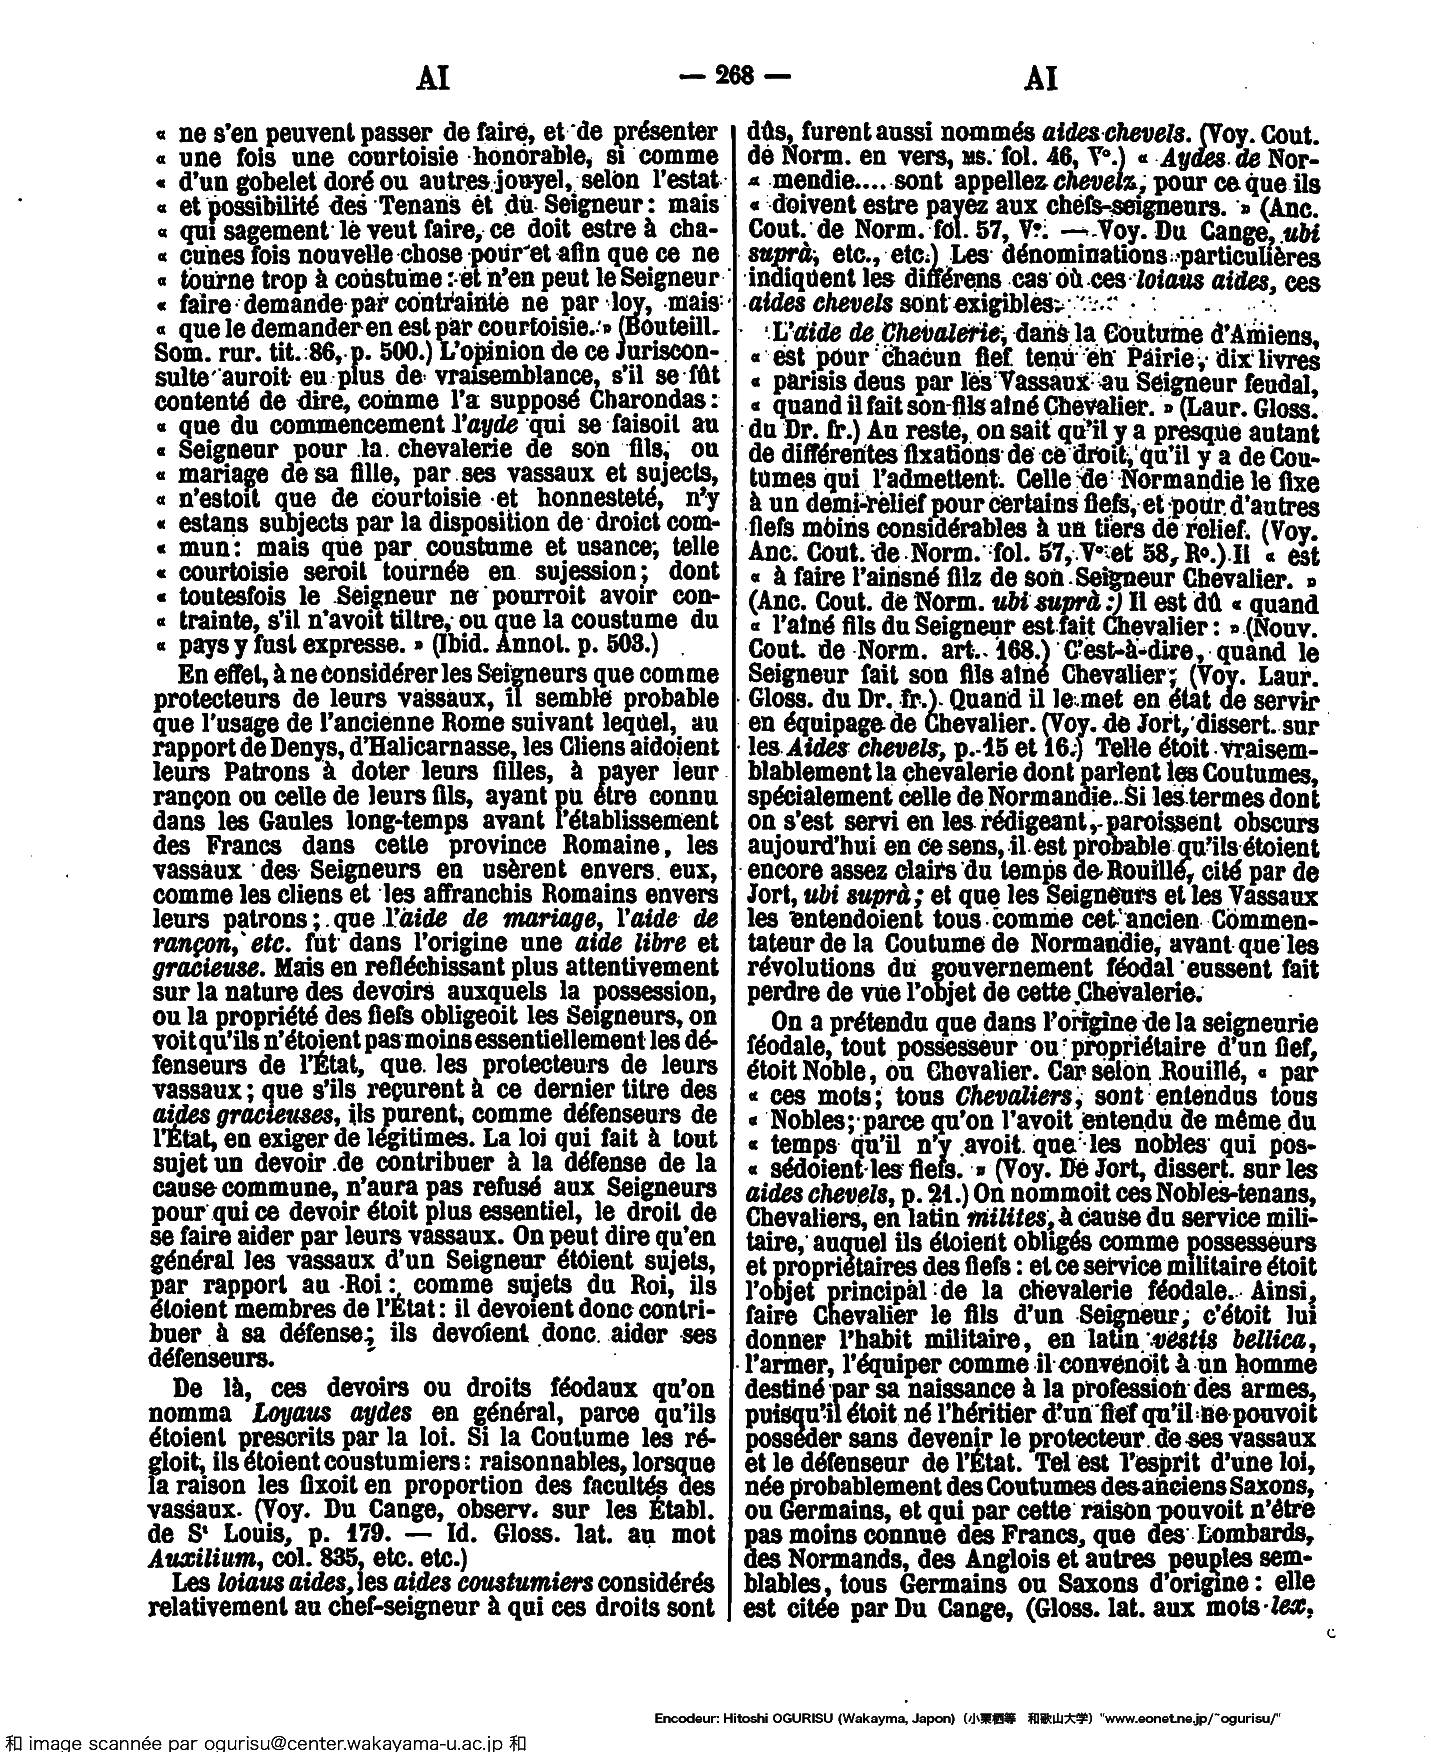 AI — 268 — AI
« ne s'en peuvent passer de faire, et de présenter
« une fois une courtoisie honorable, si comme
« d'un gobelet doré ou autres jouyel, selon l'estat
« et possibilité des Tenans et du Seigneur : mais
« qui sagement le veut faire, ce doit estre à cha-
« cunes fois nouvelle chose pour et afin que ce ne
« tourne trop à coustume : et n'en peut le Seigneur
« faire demande par contrainte ne par loy, mais
« que le demander en est par courtoisie. » (Bouteill.
Som. rur. tit. 86, p. 500.) L'opinion de ce Juriscon-
sulte auroit eu plus de vraisemblance, s'il se fût
contenté de dire, comme l'a supposé Charondas :
« que du commencement l'ayde qui se faisoit au
« Seigneur pour la chevalerie de son fils, ou
« mariage de sa fille, par ses vassaux et sujects,
« n'estoit que de courtoisie et honnesteté, n'y
« estans subjects par la disposition de droict com-
« mun : mais que par coustume et usance, telle
« courtoisie seroit tournée en sujession ; dont
« toutesfois le Seigneur ne pourroit avoir con-
« trainte, s'il n'avoit tiltre, ou que la coustume du
« pays y fust expresse. » (Ibid. Annot. p. 503.)
En effet, à ne considérer les Seigneurs que comme
protecteurs de leurs vassaux, il semble probable
que l'usage de l'ancienne Rome suivant lequel, au
rapport de Denys, d'Halicarnasse, les Cliens aidoient
leurs Patrons à doter leurs filles, à payer leur
rançon ou celle de leurs fils, ayant pu être connu
dans les Gaules long-temps avant l'établissement
des Francs dans cette province Romaine, les
vassaux des Seigneurs en usèrent envers eux,
comme les cliens et les affranchis Romains envers
leurs patrons ; que l'aide de mariage, l'aide de
rançon, etc. fut dans l'origine une aide libre et
gracieuse. Mais en refléchissant plus attentivement
sur la nature des devoirs auxquels la possession,
ou la propriété des fiefs obligeoit les Seigneurs, on
voit qu'ils n'étoient pas moins essentiellement les dé-
fenseurs de l'État, que les protecteurs de leurs
vassaux ; que s'ils reçurent à ce dernier titre des
aides gracieuses, ils purent, comme défenseurs de
l'État, en exiger de légitimes. La loi qui fait à tout
sujet un devoir de contribuer à la défense de la
cause commune, n'aura pas refusé aux Seigneurs
pour qui ce devoir étoit plus essentiel, le droit de
se faire aider par leurs vassaux. On peut dire qu'en
général les vassaux d'un Seigneur étoient sujets,
par rapport au Roi : comme sujets du Roi, ils
étoient membres de l'État : il devoient donc contri-
buer à sa défense ; ils devoient donc aider ses
défenseurs.
De là, ces devoirs ou droits féodaux qu'on
nomma Loyaus aydes en général, parce qu'ils
étoient prescrits par la loi. Si la Coutume les ré-
gloit, ils étoient coustumiers : raisonnables, lorsque
la raison les fixoit en proportion des facultés des
vassaux. (Voy. Du Cange, observ. sur les Établ.
de St Louis, p. 179. — Id. Gloss. lat. au mot
Auxilium, col. 835, etc. etc.)
Les loiaus aides, les aides coustumiers considérés
relativement au chef-seigneur à qui ces droits sont
dûs, furent aussi nommés aides chevels. (Voy. Cout.
de Norm. en vers, ms. fol. 46, Vo.) « Aydes de Nor-
« mendie.... sont appellez chevelz, pour ce que ils
« doivent estre payez aux chefs-seigneurs. » (Anc.
Cout. de Norm. fol. 57, Vo. — Voy. Du Cange, ubi
suprà, etc., etc.) Les dénominations particulières
indiquent les différens cas où ces loiaus aides, ces
aides chevels sont exigibles.
L'aide de Chevalerie, dans la Coutume d'Amiens,
« est pour chacun fief tenu en Pairie, dix livres
« parisis deus par les Vassaux au Seigneur feudal,
« quand il fait son fils aîné Chevalier. » (Laur. Gloss.
du Dr. fr.) Au reste, on sait qu'il y a presque autant
de différentes fixations de ce droit, qu'il y a de Cou-
tumes qui l'admettent. Celle de Normandie le fixe
à un demi-relief pour certains fiefs, et pour d'autres
fiefs moins considérables à un tiers de relief. (Voy.
Anc. Cout. de Norm. fol. 57, Vo et 58, Ro.) Il « est
« à faire l'ainsné filz de son Seigneur Chevalier. »
(Anc. Cout. de Norm. ubi suprà:) Il est dû « quand
« l'aîné fils du Seigneur est fait Chevalier : » (Nouv.
Cout. de Norm. art. 168.) C'est-à-dire, quand le
Seigneur fait son fils aîné Chevalier ; (Voy. Laur.
Gloss. du Dr. fr.) Quand il le met en état de servir
en équipage de Chevalier. (Voy. de Jort, dissert. sur
les Aides chevels, p. 15 et 16.) Telle étoit vraisem-
blablement la chevalerie dont parlent les Coutumes,
spécialement celle de Normandie. Si les termes dont
on s'est servi en les rédigeant, paroissent obscurs
aujourd'hui en ce sens, il est probable qu'ils étoient
encore assez clairs du temps de Rouillé, cité par de
Jort, ubi suprà ; et que les Seigneurs et les Vassaux
les entendoient tous comme cet ancien Commen-
tateur de la Coutume de Normandie, avant que les
révolutions du gouvernement féodal eussent fait
perdre de vue l'objet de cette Chevalerie.
On a prétendu que dans l'origine de la seigneurie
féodale, tout possesseur ou propriétaire d'un fief,
étoit Noble, ou Chevalier. Car selon Rouillé, « par
« ces mots ; tous Chevaliers, sont entendus tous
« Nobles ; parce qu'on l'avoit entendu de même du
« temps qu'il n'y avoit que les nobles qui pos-
« sédoient les fiefs. » (Voy. De Jort, dissert. sur les
aides chevels, p. 21.) On nommoit ces Nobles-tenans,
Chevaliers, en latin milites, à cause du service mili-
taire, auquel ils étoient obligés comme possesseurs
et propriétaires des fiefs : et ce service militaire étoit
l'objet principal de la chevalerie féodale. Ainsi,
faire Chevalier le fils d'un Seigneur, c'étoit lui
donner l'habit militaire, en latin vestis bellica,
l'armer, l'équiper comme il convenoit à un homme
destiné par sa naissance à la profession des armes,
puisqu'il étoit né l'héritier d'un fief qu'il ne pouvoit
posséder sans devenir le protecteur de ses vassaux
et le défenseur de l'État. Tel est l'esprit d'une loi,
née probablement des Coutumes des anciens Saxons,
ou Germains, et qui par cette raison pouvoit n'être
pas moins connue des Francs, que des Lombards,
des Normands, des Anglois et autres peuples sem-
blables, tous Germains ou Saxons d'origine : elle
est citée par Du Cange, (Gloss. lat. aux mots lex,
Encodeur: Hitoshi OGURISU (Wakayma, Japon) (小栗栖等 和歌山大学) "www.eonet.ne.jp/~ogurisu/"
和 image scannée par ogurisu@center.wakayama-u.ac.jp 和